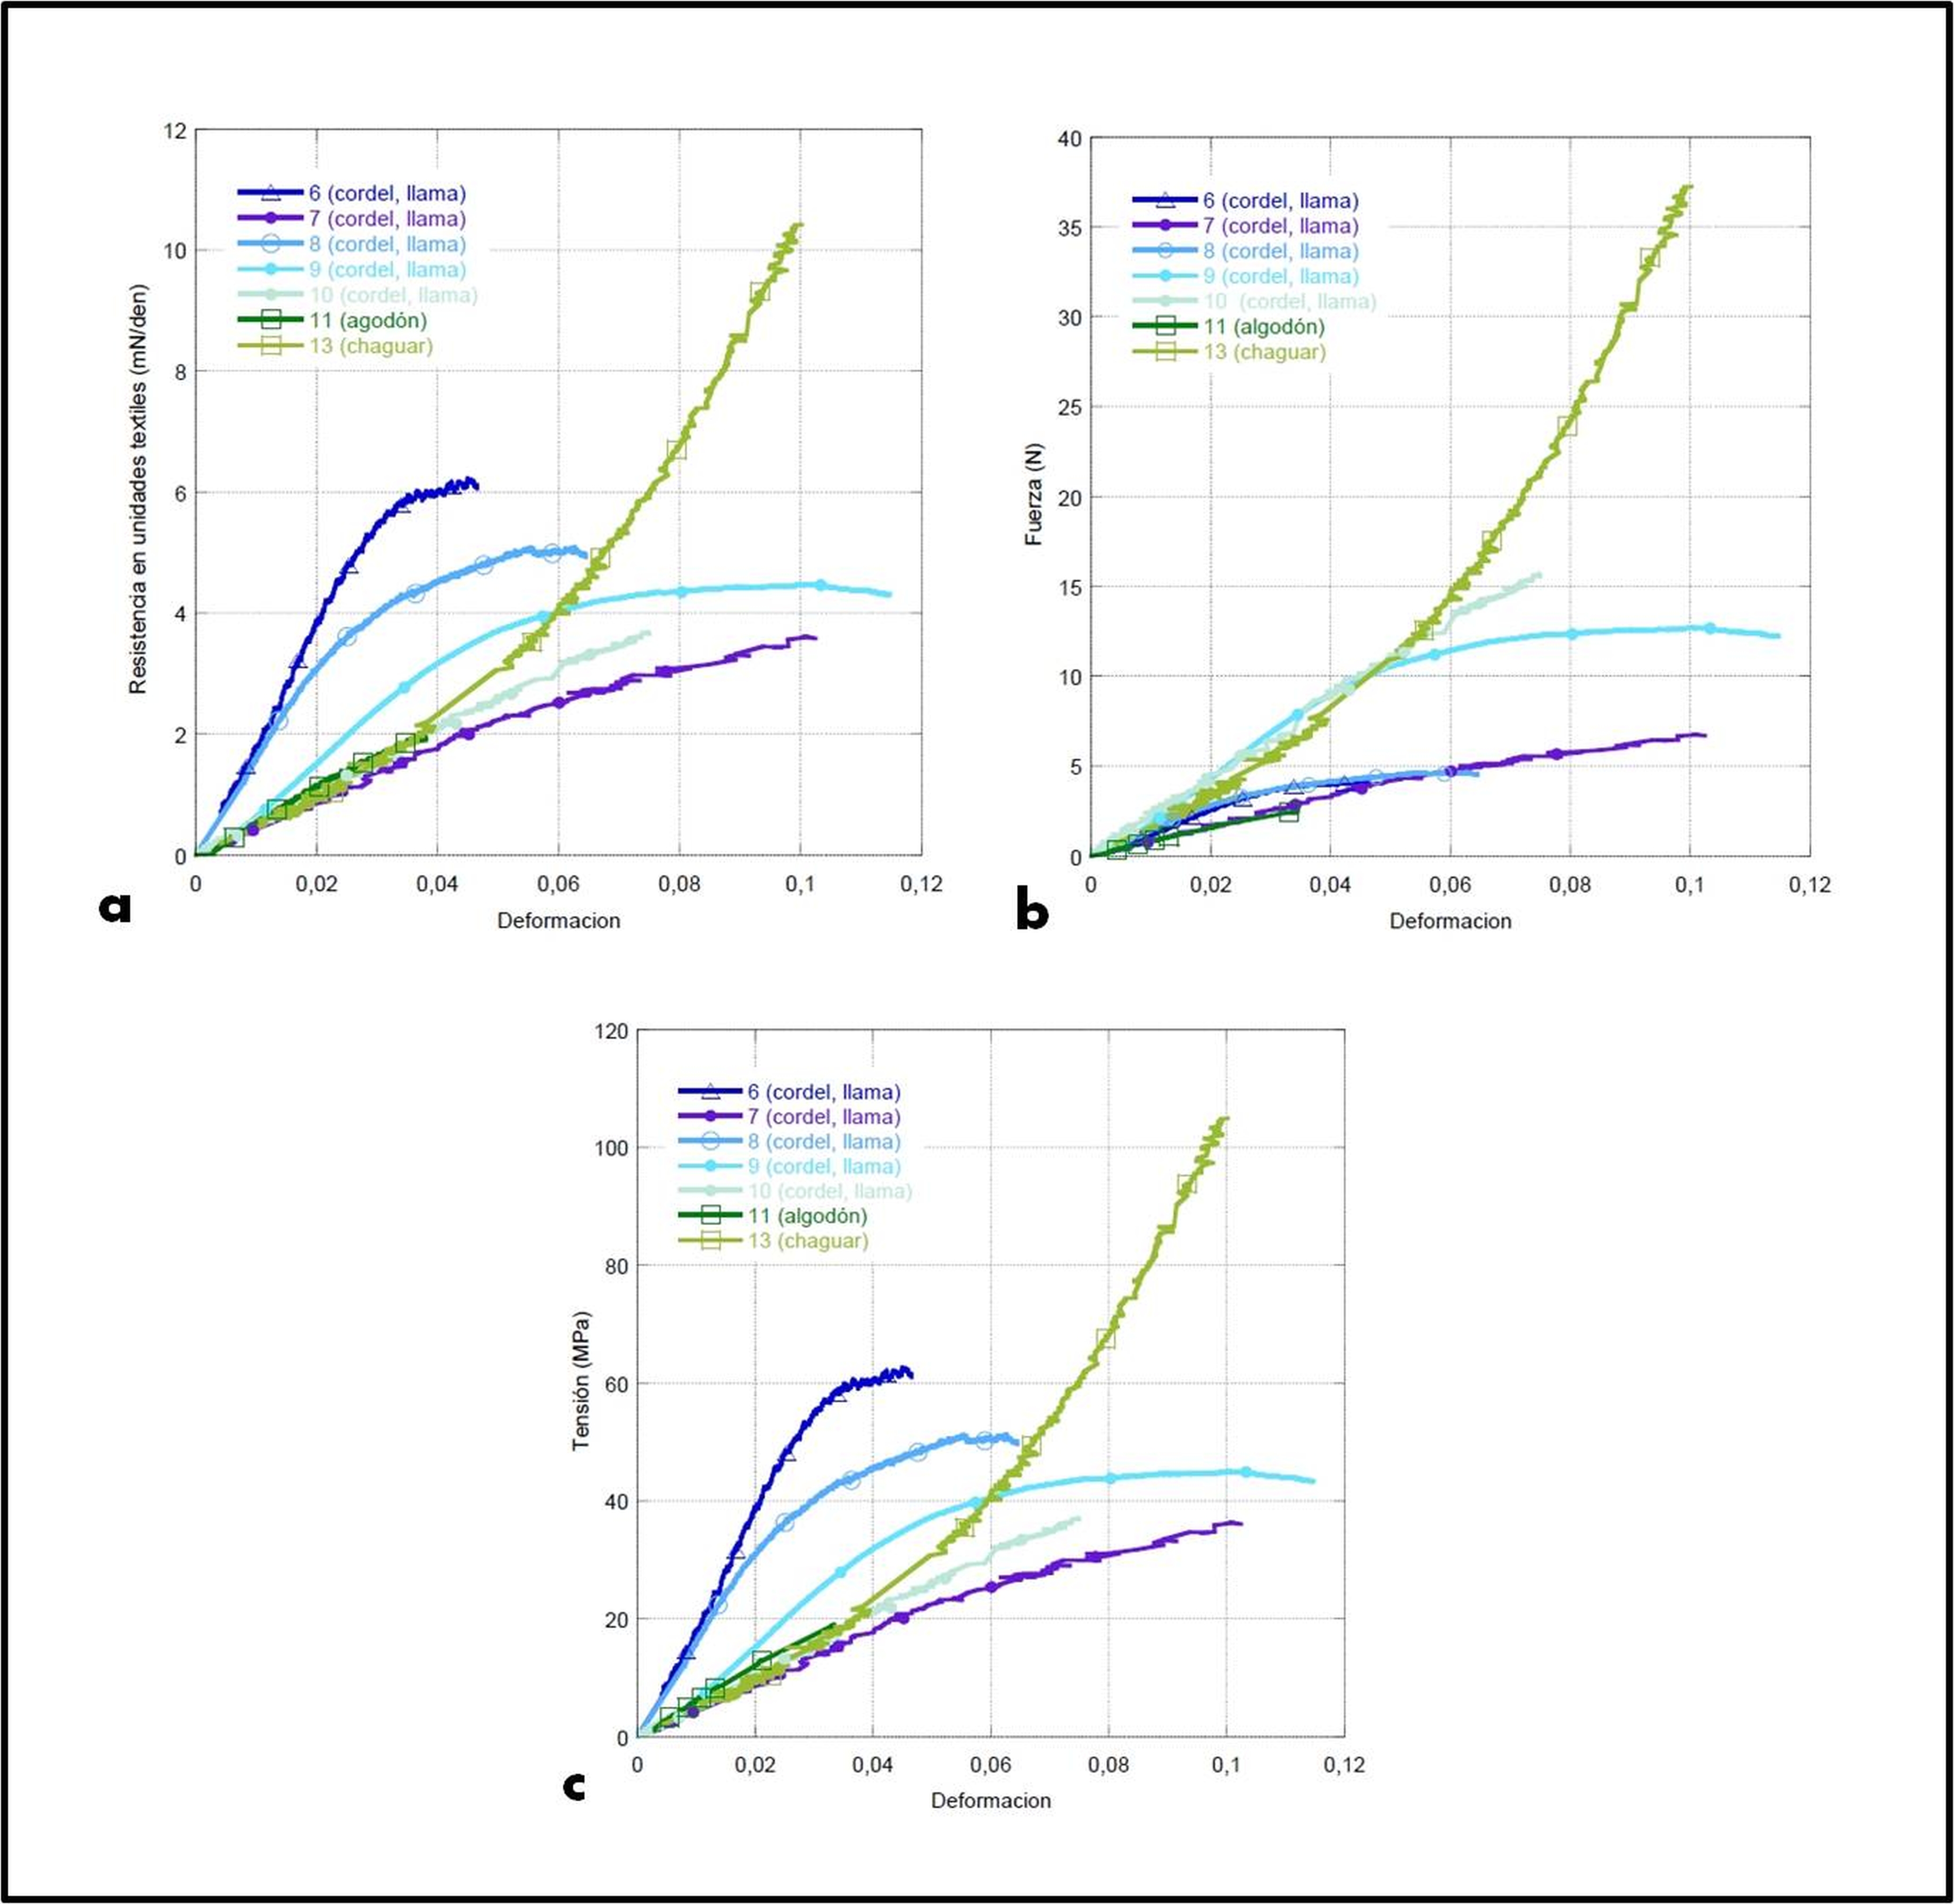 12
10
8
6
4
2
0
Resistencia en unidades textiles (mN/den)
6 (cordel, llama)
7 (cordel, llama)
8 (cordel, llama)
9 (cordel, llama)
10 (cordel, llama)
11 (agodón)
13 (chaguar)
0 0,02 0,04 0,06 0,08 0,1 0,12
Deformacion
a
40
35
30
25
20
15
10
5
0
Fuerza (N)
6 (cordel, llama)
7 (cordel, llama)
8 (cordel, llama)
9 (cordel, llama)
10 (cordel, llama)
11 (algodón)
13 (chaguar)
0 0,02 0,04 0,06 0,08 0,1 0,12
Deformacion
b
120
100
80
60
40
20
0
Tensión (MPa)
6 (cordel, llama)
7 (cordel, llama)
8 (cordel, llama)
9 (cordel, llama)
10 (cordel, llama)
11 (algodón)
13 (chaguar)
0 0,02 0,04 0,06 0,08 0,1 0,12
Deformacion
c